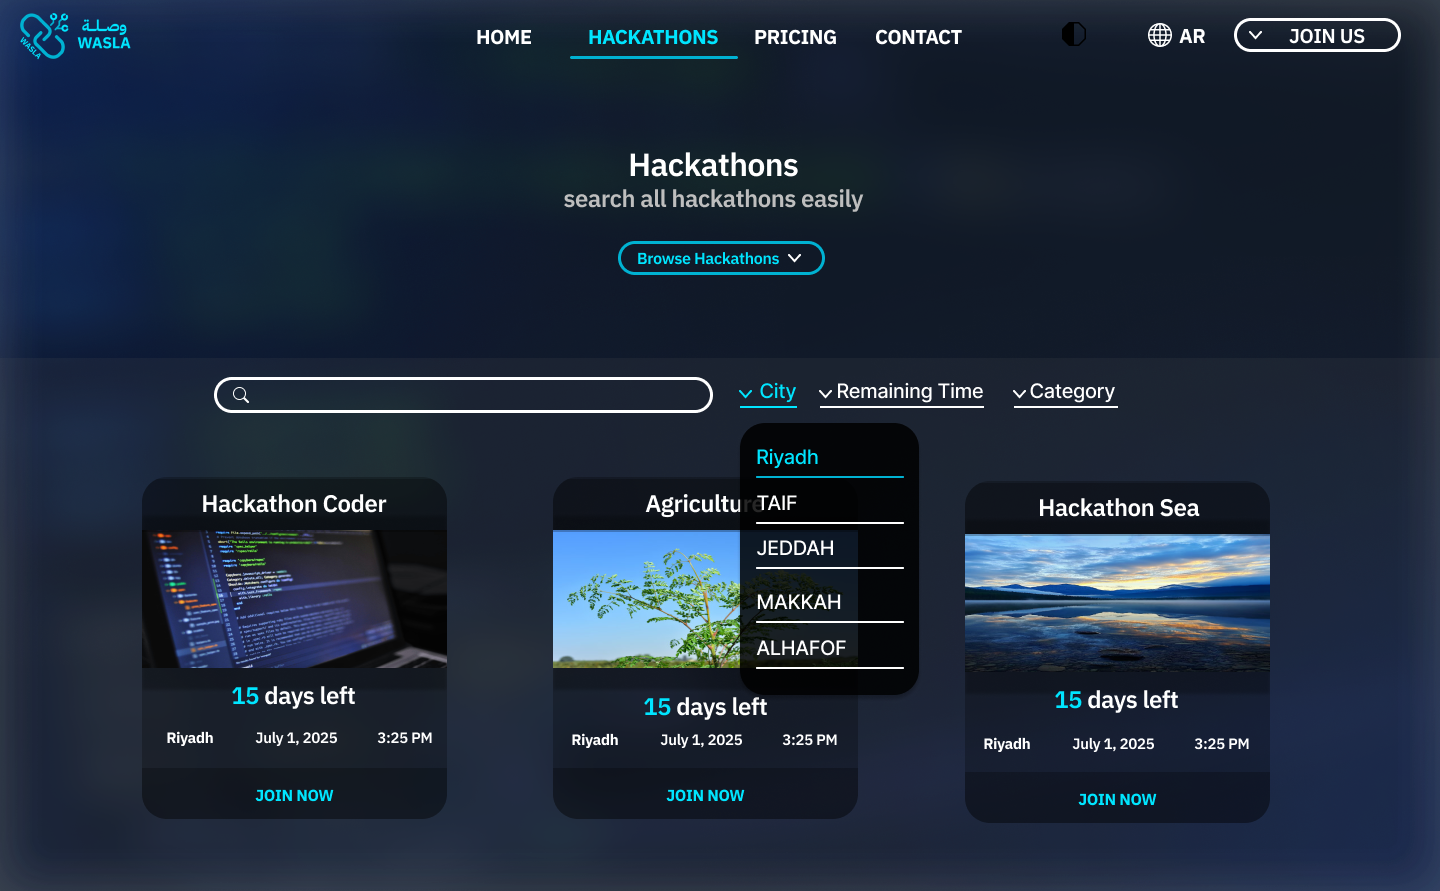 وصلة
WASLA
WASLA
HOME
HACKATHONS
PRICING
CONTACT
AR
JOIN US
Hackathons
search all hackathons easily
Browse Hackathons
City
Remaining Time
Category
Riyadh
TAIF
JEDDAH
MAKKAH
ALHAFOF
Hackathon Coder
15 days left
Riyadh July 1, 2025 3:25 PM
JOIN NOW
Agriculture
15 days left
Riyadh July 1, 2025 3:25 PM
JOIN NOW
Hackathon Sea
15 days left
Riyadh July 1, 2025 3:25 PM
JOIN NOW